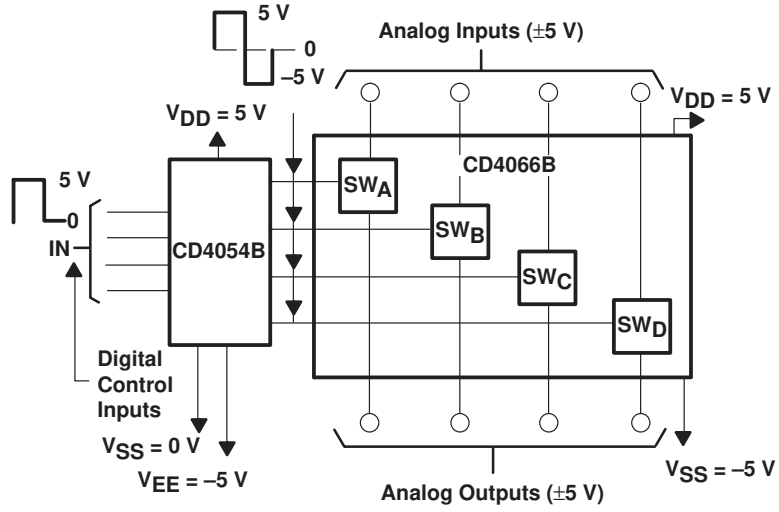 5 V
0
–5 V
Analog Inputs (±5 V)
VDD = 5 V
VDD = 5 V
CD4066B
5 V
0
IN
CD4054B
SWA
SWB
SWC
SWD
Digital
Control
Inputs
VSS = 0 V
VEE = –5 V
VSS = –5 V
Analog Outputs (±5 V)